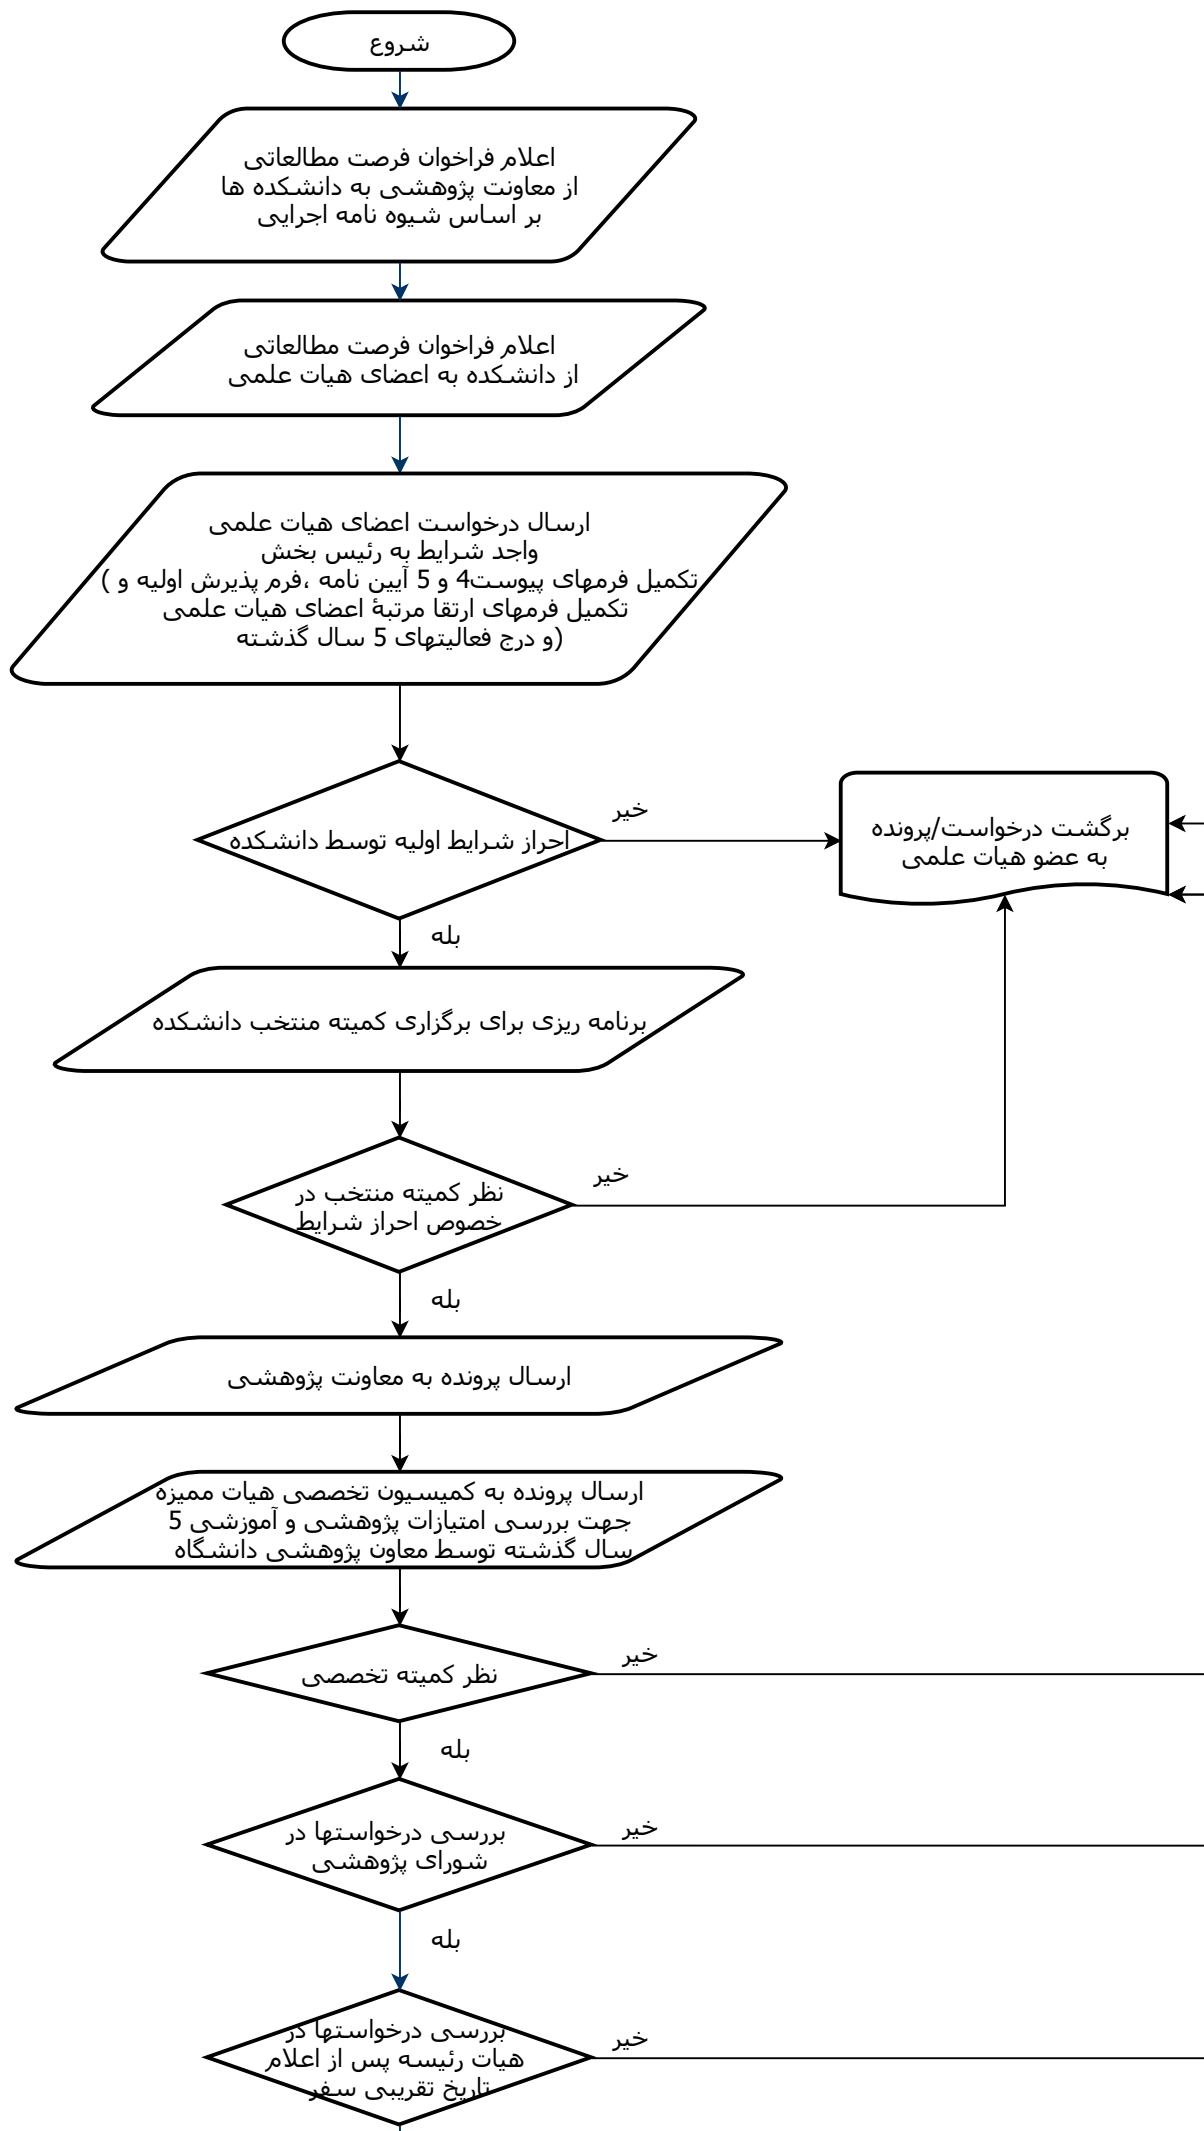 شروع
اعلام فراخوان فرصت مطالعاتی
از معاونت پژوهشی به دانشکده ها
بر اساس شیوه نامه اجرایی
اعلام فراخوان فرصت مطالعاتی
از دانشکده به اعضای هیات علمی
ارسال درخواست اعضای هیات علمی
واجد شرایط به رئیس بخش
تکمیل فرمهای پیوست4 و 5 آیین نامه ،فرم پذیرش اولیه و )
تکمیل فرمهای ارتقا مرتبۀ اعضای هیات علمی
(و درج فعالیتهای 5 سال گذشته
احراز شرایط اولیه توسط دانشکده
خیر
برگشت درخواست/پرونده
به عضو هیات علمی
بله
برنامه ریزی برای برگزاری کمیته منتخب دانشکده
نظر کمیته منتخب در
خصوص احراز شرایط
خیر
بله
ارسال پرونده به معاونت پژوهشی
ارسال پرونده به کمیسیون تخصصی هیات ممیزه
جهت بررسی امتیازات پژوهشی و آموزشی 5
سال گذشته توسط معاون پژوهشی دانشگاه
نظر کمیته تخصصی
خیر
بله
بررسی درخواستها در
شورای پژوهشی
خیر
بله
بررسی درخواستها در
هیات رئیسه پس از اعلام
تاریخ تقریبی سفر
خیر